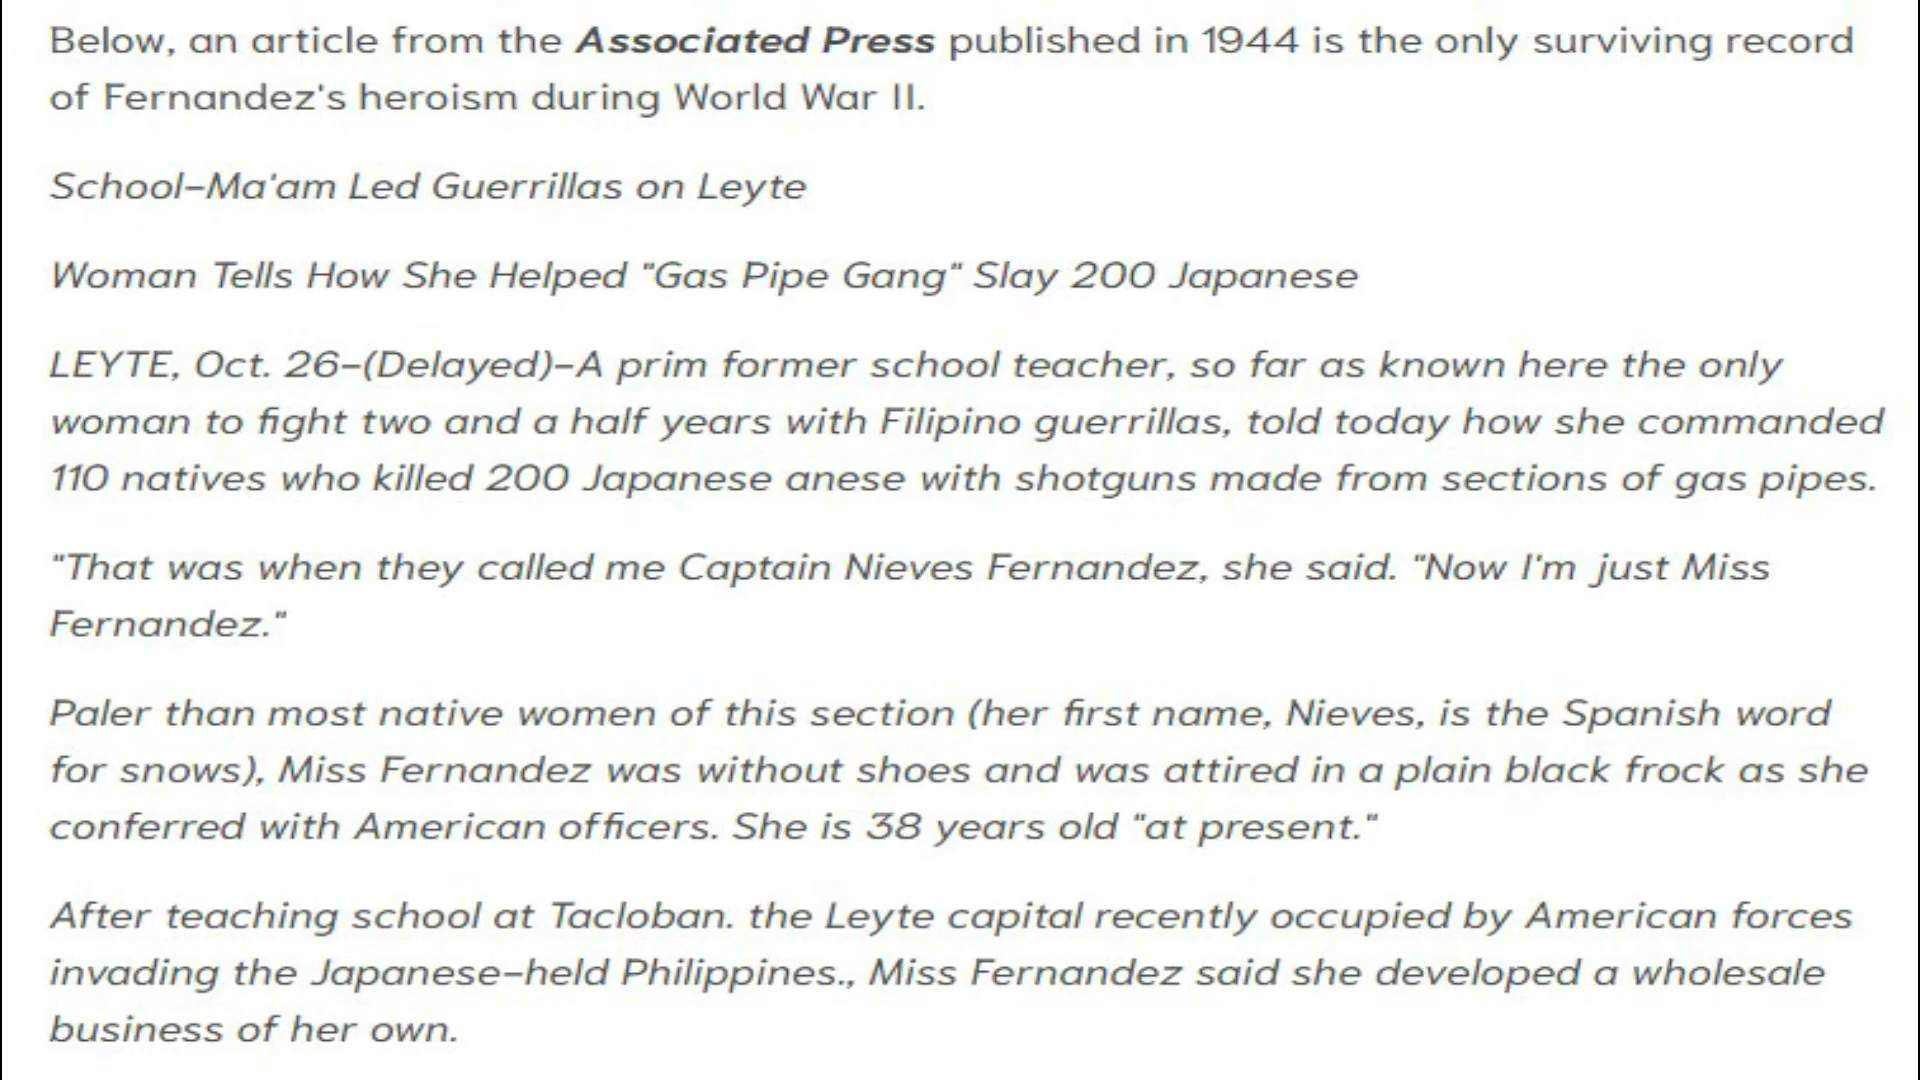 Below, an article from the Associated Press published in 1944 is the only surviving record
of Fernandez's heroism during World War II.
School-Ma'am Led Guerrillas on Leyte
Woman Tells How She Helped "Gas Pipe Gang" Slay 200 Japanese
LEYTE, Oct. 26-(Delayed)-A prim former school teacher, so far as known here the only
woman to fight two and a half years with Filipino guerrillas, told today how she commanded
110 natives who killed 200 Japanese anese with shotguns made from sections of gas pipes.
"That was when they called me Captain Nieves Fernandez, she said. "Now I'm just Miss
Fernandez."
Paler than most native women of this section (her first name, Nieves, is the Spanish word
for snows), Miss Fernandez was without shoes and was attired in a plain black frock as she
conferred with American officers. She is 38 years old "at present."
After teaching school at Tacloban. the Leyte capital recently occupied by American forces
invading the Japanese-held Philippines., Miss Fernandez said she developed a wholesale
business of her own.